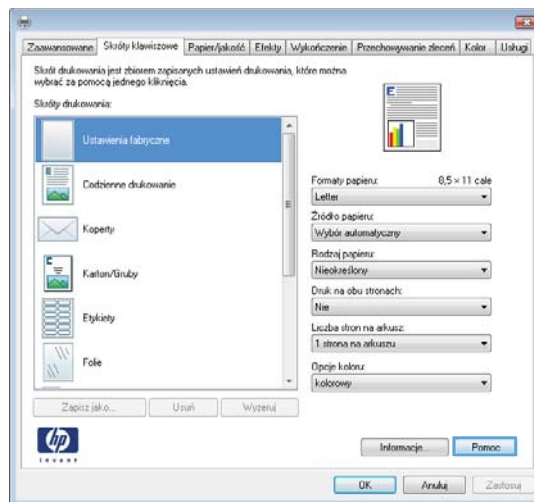 Zaawansowane Skróty klawiszowe Papier/jakość Efekty Wykończenie Przechowywanie zleceń Kolor Usługi
Skrót drukowania jest zbiorem zapisanych ustawień drukowania, które można
wybrać za pomocą jednego kliknięcia.
Skróty drukowania:
Ustawienia fabryczne
Codzienne drukowanie
Koperty
Karton/Gruby
Etykiety
Folie
Zapisz jako...
Usuń
Wyzeruj
E
Formaty papieru: 8,5 × 11 cale
Letter
Źródło papieru:
Wybór automatyczny
Rodzaj papieru:
Nieokreślony
Druk na obu stronach:
Nie
Liczba stron na arkusz:
1 strona na arkuszu
Opcje koloru:
kolorowy
hp
invent
Informacje...
Pomoc
OK
Anuluj
Zastosuj